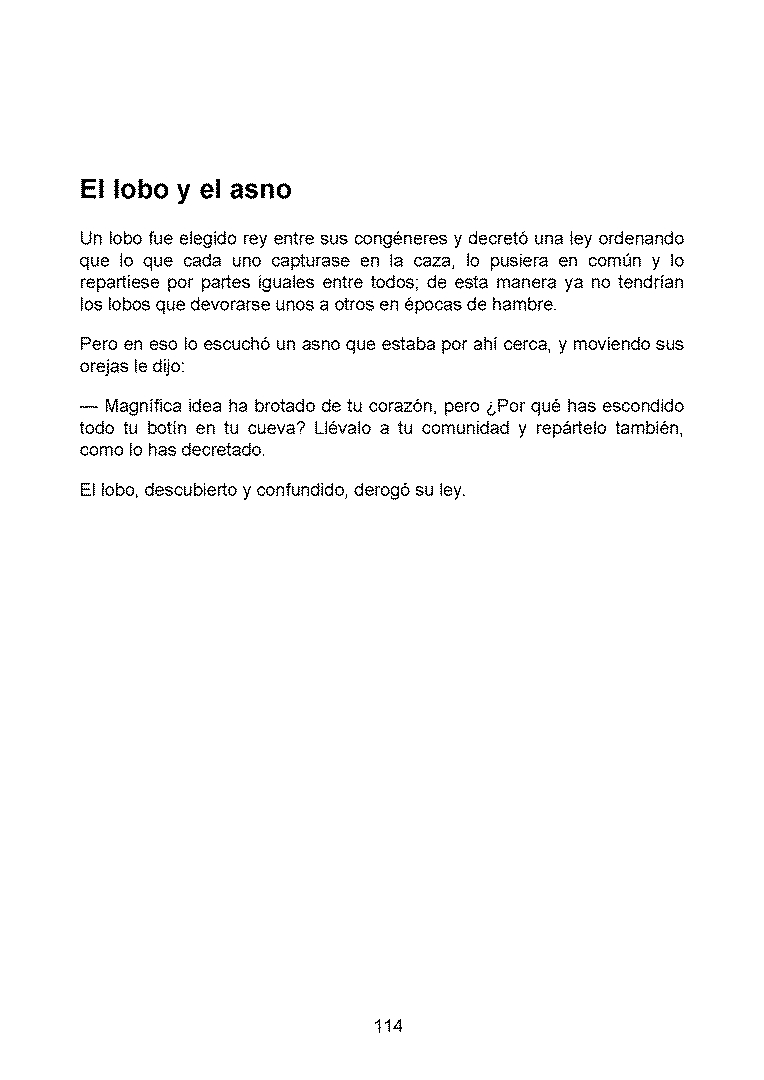 El lobo y el asno
Un lobo fue elegido rey entre sus congéneres y decretó una ley ordenando
que lo que cada uno capturase en la caza, lo pusiera en común y lo
repartiese por partes iguales entre todos; de esta manera ya no tendrían
los lobos que devorarse unos a otros en épocas de hambre.
Pero en eso lo escuchó un asno que estaba por ahí cerca, y moviendo sus
orejas le dijo:
— Magnífica idea ha brotado de tu corazón, pero ¿Por qué has escondido
todo tu botín en tu cueva? Llévalo a tu comunidad y repártelo también,
como lo has decretado.
El lobo, descubierto y confundido, derogó su ley.
114